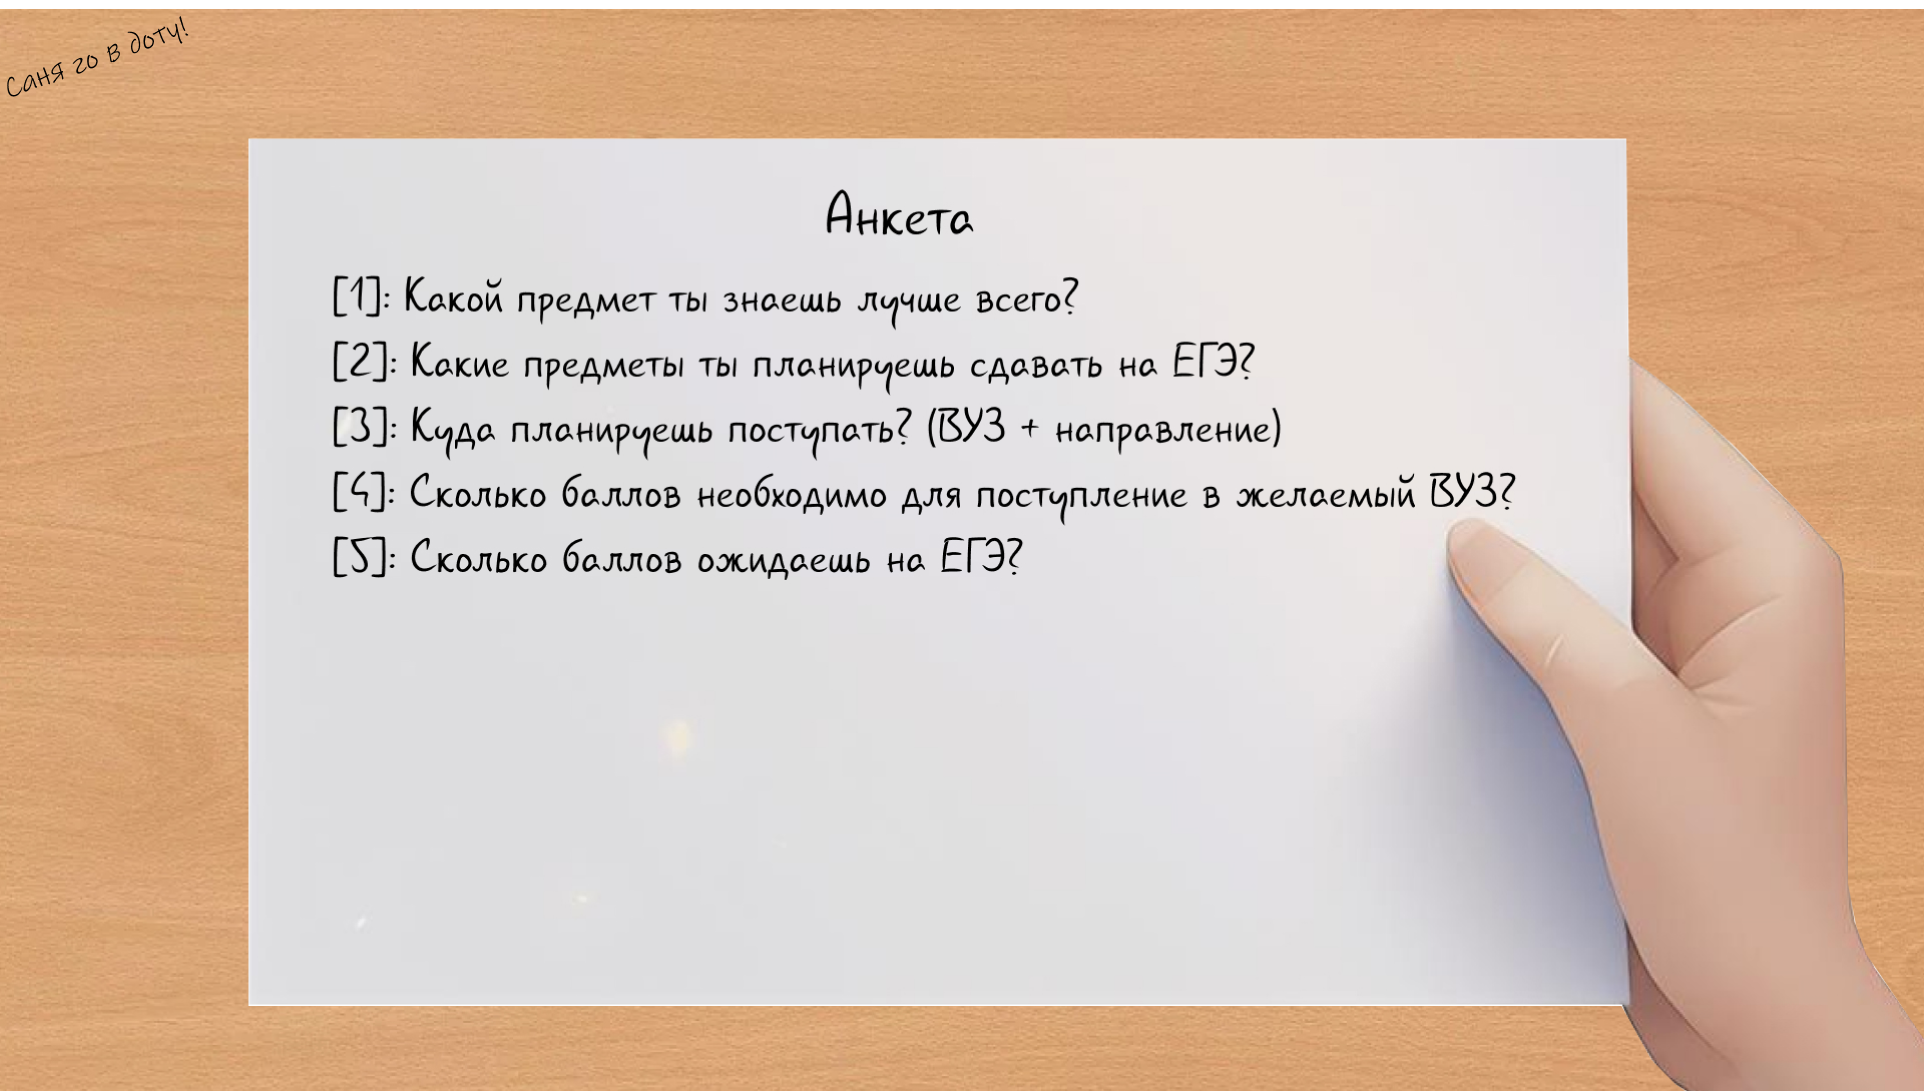 Саня го в доту!
Анкета
[1]: Какой предмет ты знаешь лучше всего?
[2]: Какие предметы ты планируешь сдавать на ЕГЭ?
[3]: Куда планируешь поступать? (ВУЗ + направление)
[4]: Сколько баллов необходимо для поступление в желаемый ВУЗ?
[5]: Сколько баллов ожидаешь на ЕГЭ?